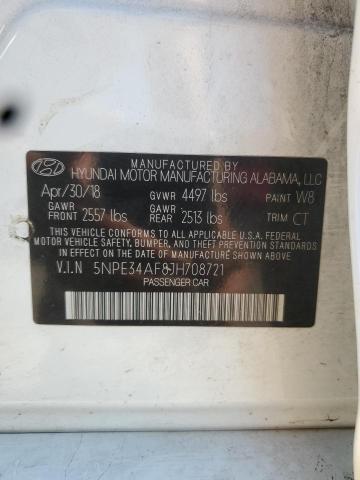 MANUFACTURED BY
HYUNDAI MOTOR MANUFACTURING ALABAMA, LLC
Apr/30/18 GVWR 4497 lbs PAINT W8
GAWR FRONT 2557 lbs GAWR REAR 2513 lbs TRIM CT
THIS VEHICLE CONFORMS TO ALL APPLICABLE U.S.A. FEDERAL
MOTOR VEHICLE SAFETY, BUMPER, AND THEFT PREVENTION
STANDARDS IN EFFECT ON THE DATE OF MANUFACTURE SHOWN ABOVE.
V.I.N 5NPE34AF8JH708721
PASSENGER CAR